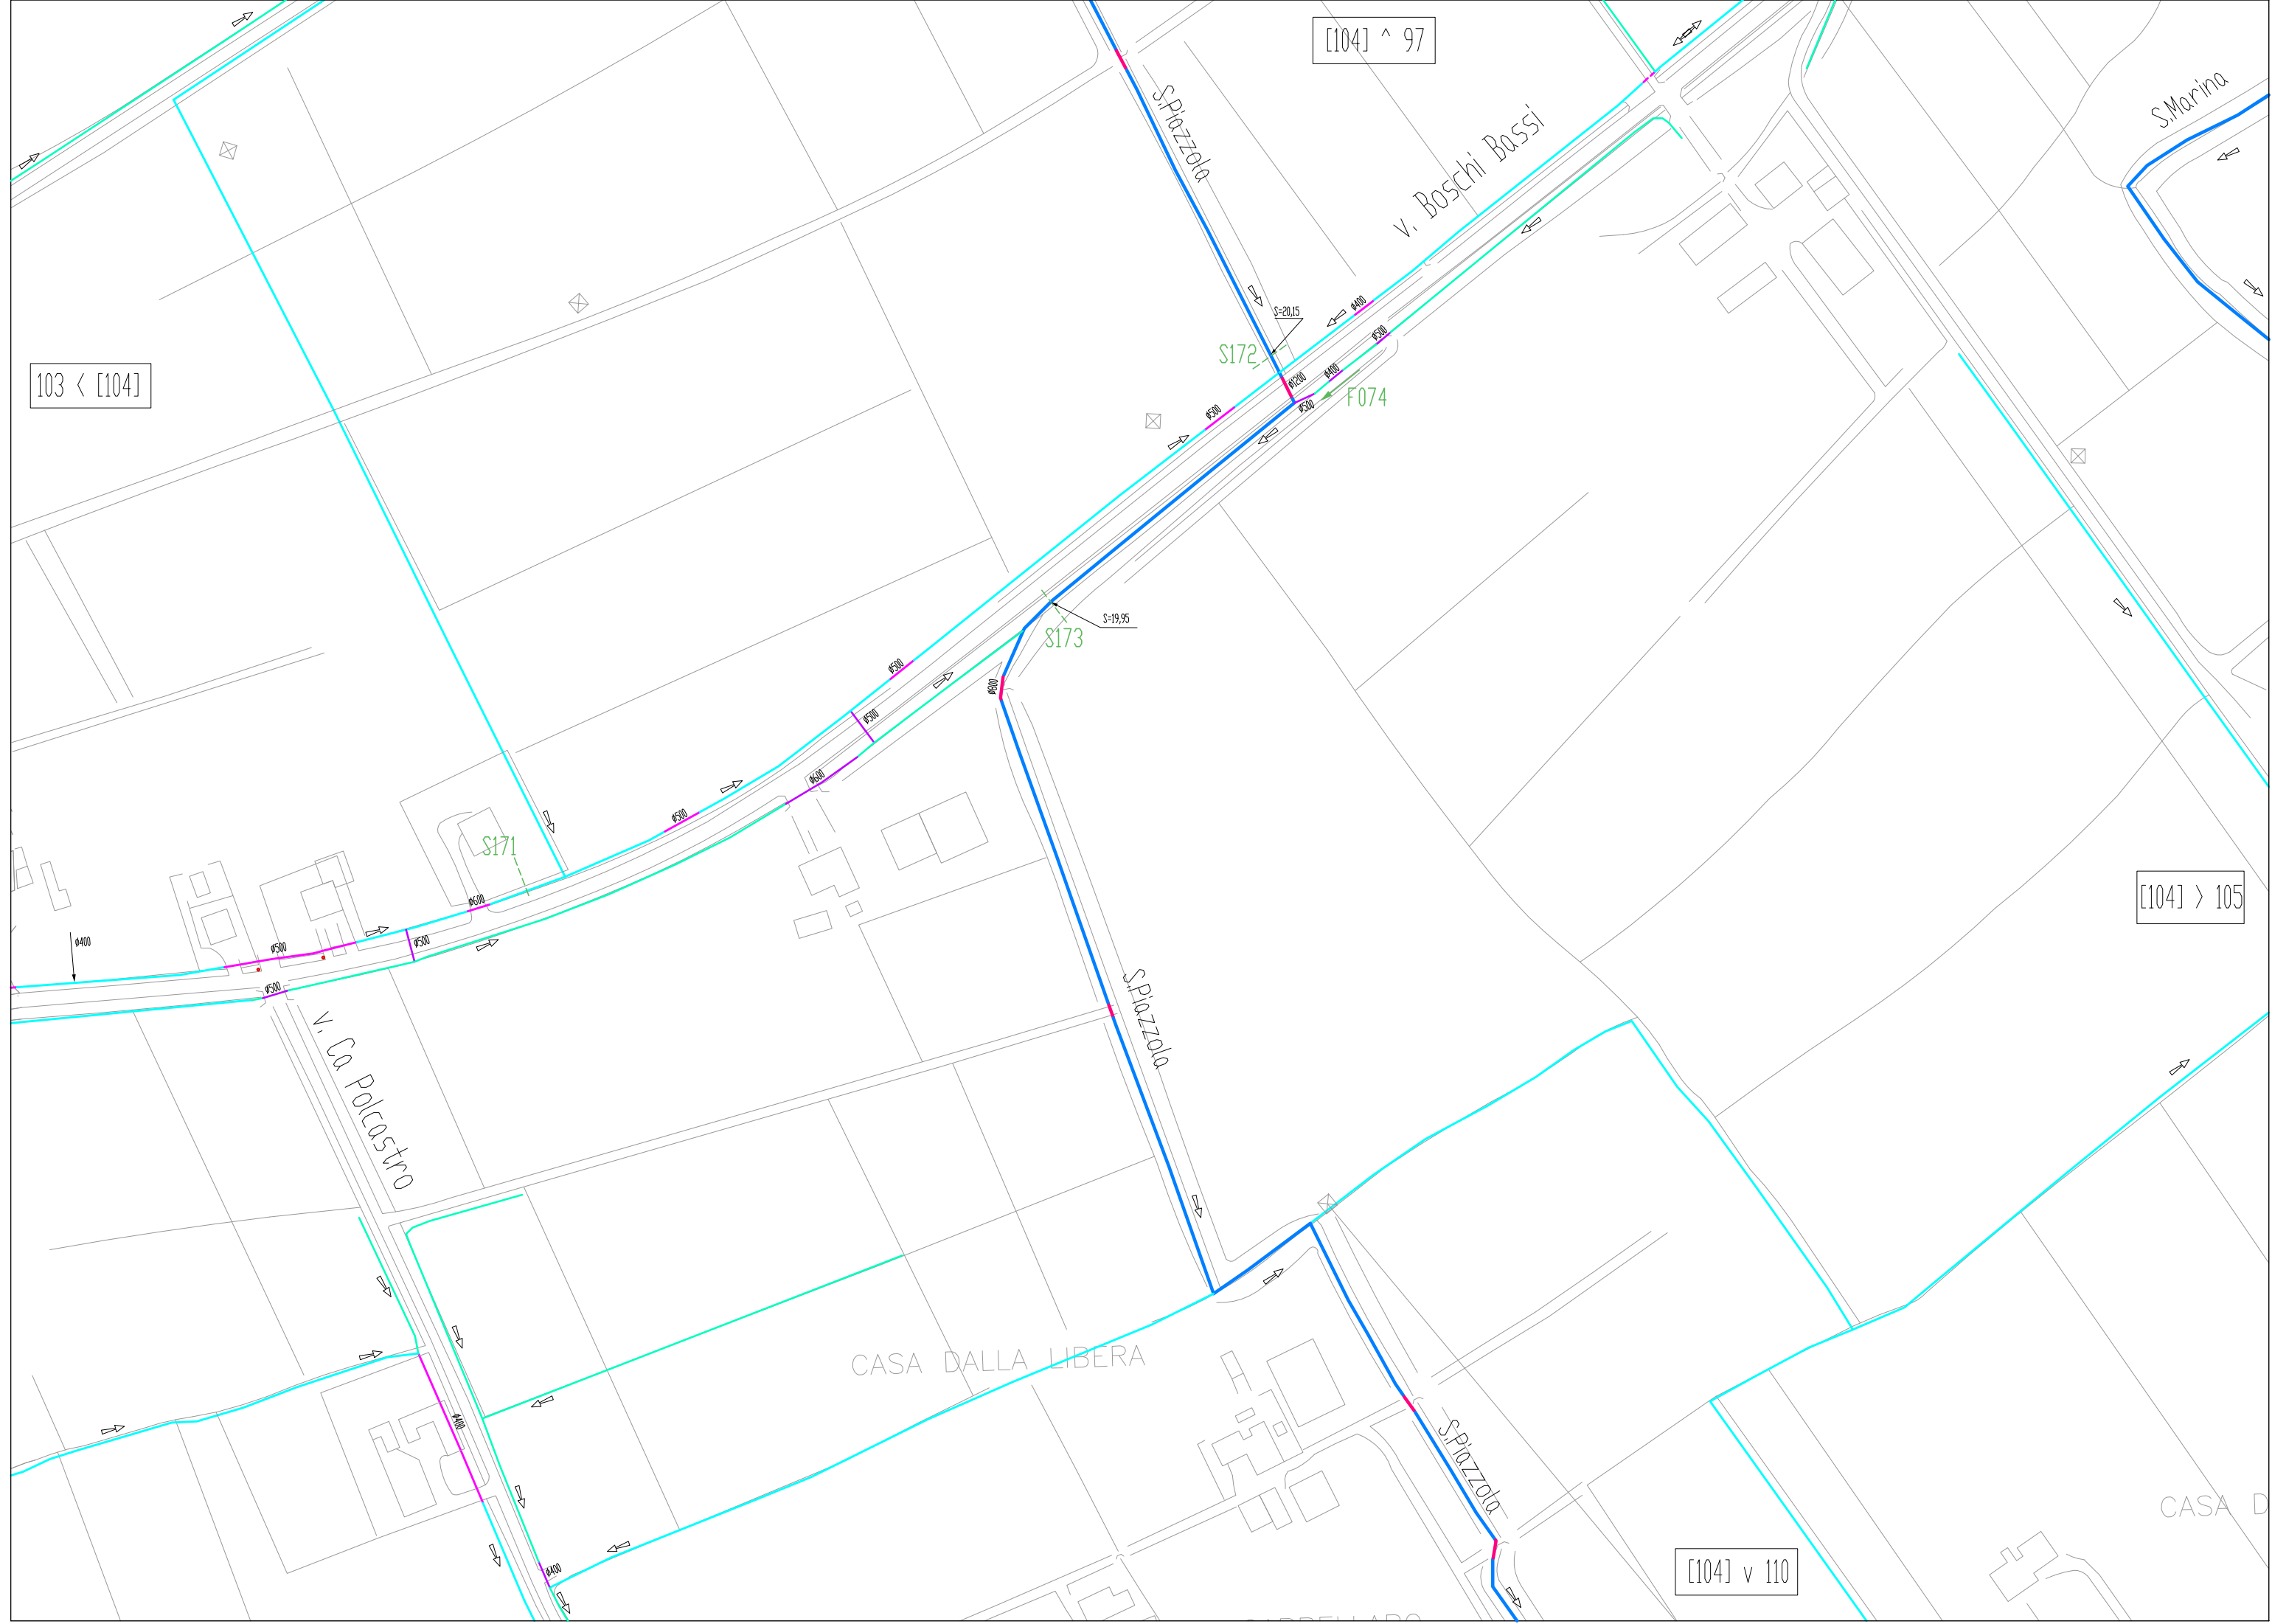 [104] ^ 97
S.Marina
S.Piazzola
v. Boschi Bassi
S=20,15
ø400
S172
ø500
103 < [104]
ø1200
ø400
F074
ø500
ø500
S=19,95
S173
ø500
ø800
ø500
ø600
ø500
S171
[104] > 105
ø600
ø400
ø500
ø500
ø500
S.Piazzola
V. Ca Polcastro
CASA DALLA LIBERA
ø400
S.Piazzola
CASA D
ø400
[104] v 110